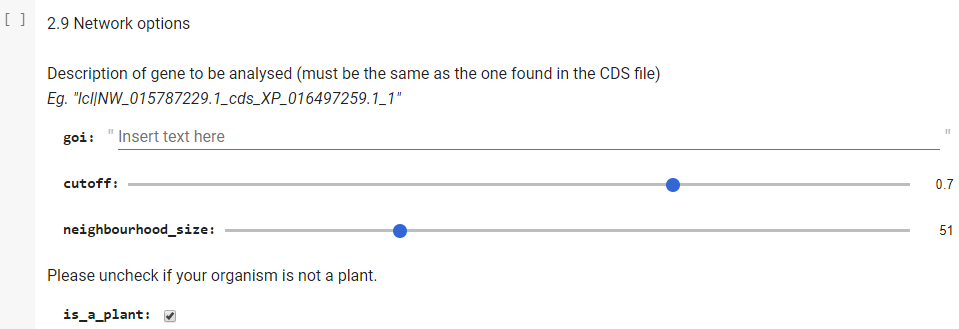 [ ] 2.9 Network options
Description of gene to be analysed (must be the same as the one found in the CDS file)
Eg. "lcl|NW_015787229.1_cds_XP_016497259.1_1"
goi: " Insert text here "
cutoff: 0.7
neighbourhood_size: 51
Please uncheck if your organism is not a plant.
is_a_plant: